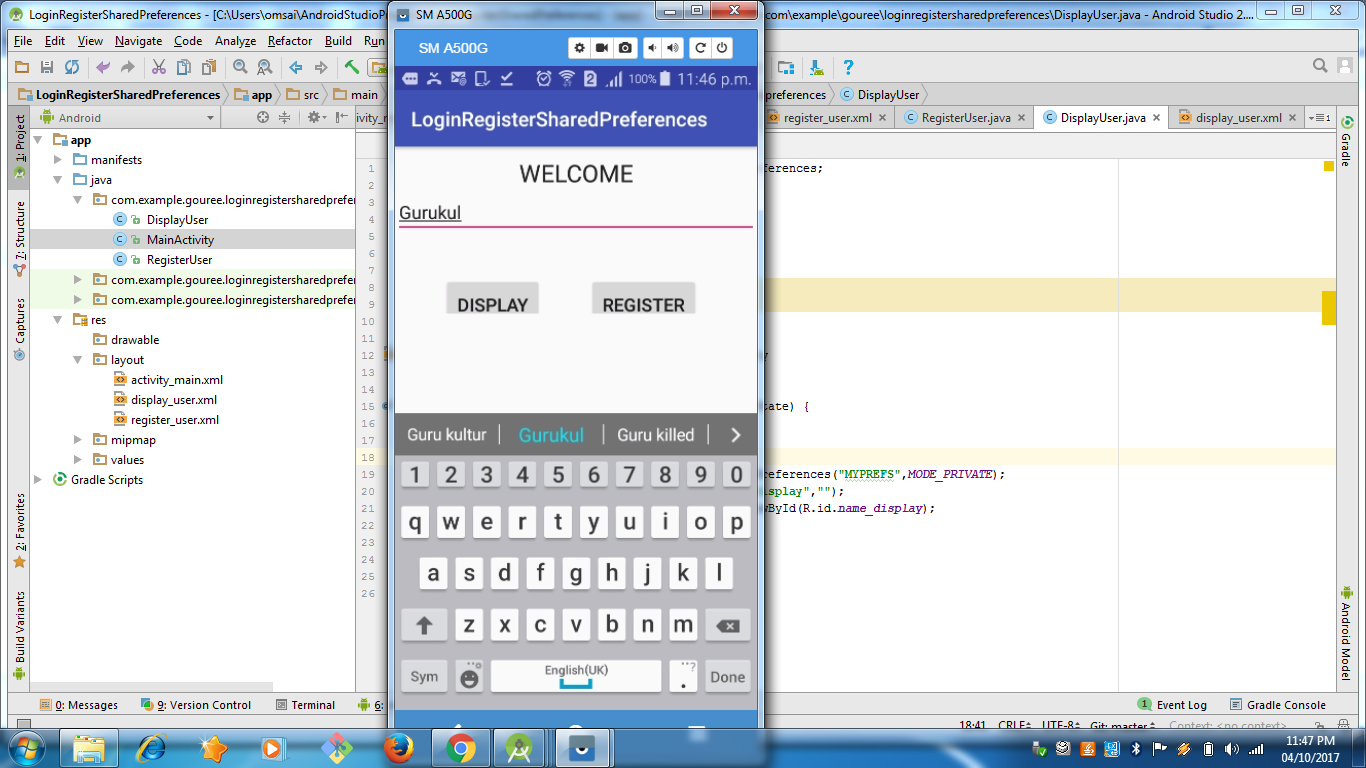 LoginRegisterSharedPreferences - [C:\Users\omsai\AndroidStudioPr
SM A500G
com\example\gouree\loginregistersharedpreferences\DisplayUser.java - Android Studio 2....
File Edit View Navigate Code Analyze Refactor Build Run
SM A500G
100% 11:46 p.m.
LoginRegisterSharedPreferences app src main
preferences DisplayUser
LoginRegisterSharedPreferences
Android
register_user.xml RegisterUser.java DisplayUser.java display_user.xml
1: Project
7: Structure
Captures
2: Favorites
Build Variants
app
manifests
java
com.example.gouree.loginregistersharedprefer
DisplayUser
MainActivity
RegisterUser
com.example.gouree.loginregistersharedprefer
com.example.gouree.loginregistersharedprefer
res
drawable
layout
activity_main.xml
display_user.xml
register_user.xml
mipmap
values
Gradle Scripts
1
2
3
4
5
6
7
8
9
10
11
12
13
14
15
16
17
18
19
20
21
22
23
24
25
26
WELCOME
Gurukul
DISPLAY REGISTER
Guru kultur Gurukul Guru killed
1 2 3 4 5 6 7 8 9 0
q w e r t y u i o p
a s d f g h j k l
z x c v b n m
Sym English(UK) . Done
ferences;
tate) {
eferences("MYPREFS",MODE_PRIVATE);
isplay","");
wById(R.id.name_display);
Gradle
Android Model
0: Messages 9: Version Control Terminal 6:
1 Event Log Gradle Console
18:41 CRLF UTF-8 Git: master Context: <no context>
11:47 PM
04/10/2017